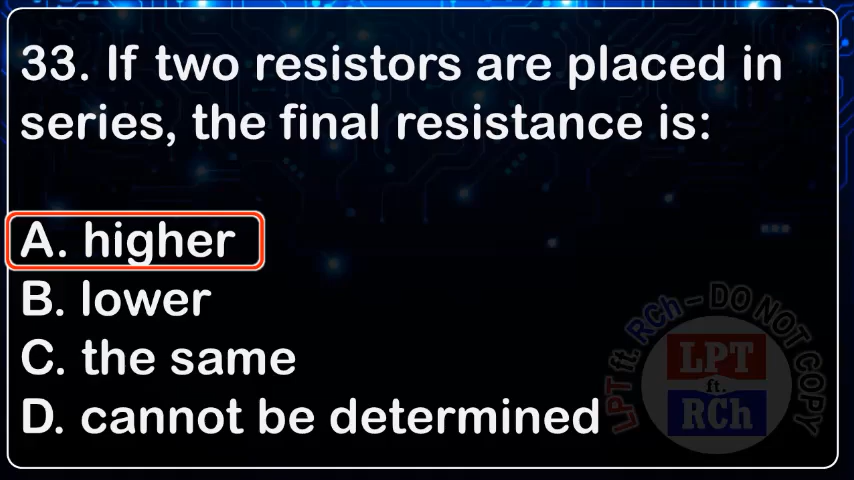 33. If two resistors are placed in
series, the final resistance is:
A. higher
B. lower
C. the same
D. cannot be determined
LPT ft. RCh – DO NOT COPY
LPT
ft.
RCh